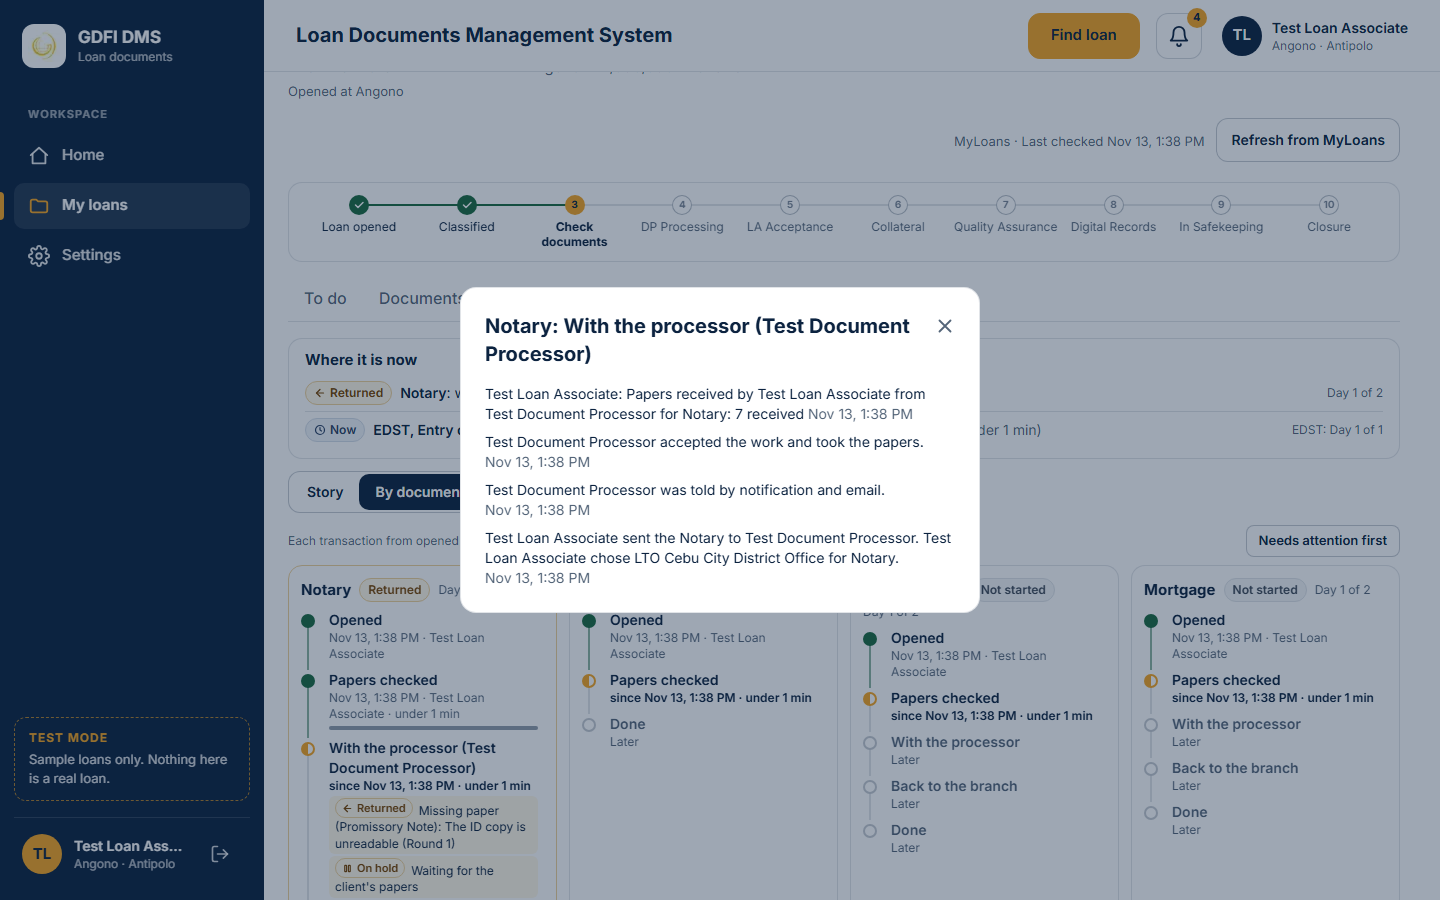 GDFI DMS
Loan documents
WORKSPACE
Home
My loans
Settings
TEST MODE
Sample loans only. Nothing here
is a real loan.
TL
Test Loan Ass...
Angono · Antipolo
Loan Documents Management System
Find loan
4
TL
Test Loan Associate
Angono · Antipolo
Opened at Angono
MyLoans · Last checked Nov 13, 1:38 PM
Refresh from MyLoans
Loan opened
Classified
3
Check
documents
4
DP Processing
5
LA Acceptance
6
Collateral
7
Quality Assurance
8
Digital Records
9
In Safekeeping
10
Closure
To do
Documents
Where it is now
Returned
Notary:
Day 1 of 2
Now
EDST, Entry
under 1 min)
EDST: Day 1 of 1
Story
By documen
Each transaction from opened
Needs attention first
Notary: With the processor (Test Document
Processor)
Test Loan Associate: Papers received by Test Loan Associate from
Test Document Processor for Notary: 7 received Nov 13, 1:38 PM
Test Document Processor accepted the work and took the papers.
Nov 13, 1:38 PM
Test Document Processor was told by notification and email.
Nov 13, 1:38 PM
Test Loan Associate sent the Notary to Test Document Processor. Test
Loan Associate chose LTO Cebu City District Office for Notary.
Nov 13, 1:38 PM
Notary
Returned
Day
Opened
Nov 13, 1:38 PM · Test Loan
Associate
Papers checked
Nov 13, 1:38 PM · Test Loan
Associate · under 1 min
With the processor (Test
Document Processor)
since Nov 13, 1:38 PM · under 1 min
Returned Missing paper
(Promissory Note): The ID copy is
unreadable (Round 1)
On hold Waiting for the
client's papers
Opened
Nov 13, 1:38 PM · Test Loan
Associate
Papers checked
since Nov 13, 1:38 PM · under 1 min
Done
Later
Not started
Day 1 of 2
Opened
Nov 13, 1:38 PM · Test Loan
Associate
Papers checked
since Nov 13, 1:38 PM · under 1 min
With the processor
Later
Back to the branch
Later
Done
Later
Mortgage
Not started
Day 1 of 2
Opened
Nov 13, 1:38 PM · Test Loan
Associate
Papers checked
since Nov 13, 1:38 PM · under 1 min
With the processor
Later
Back to the branch
Later
Done
Later